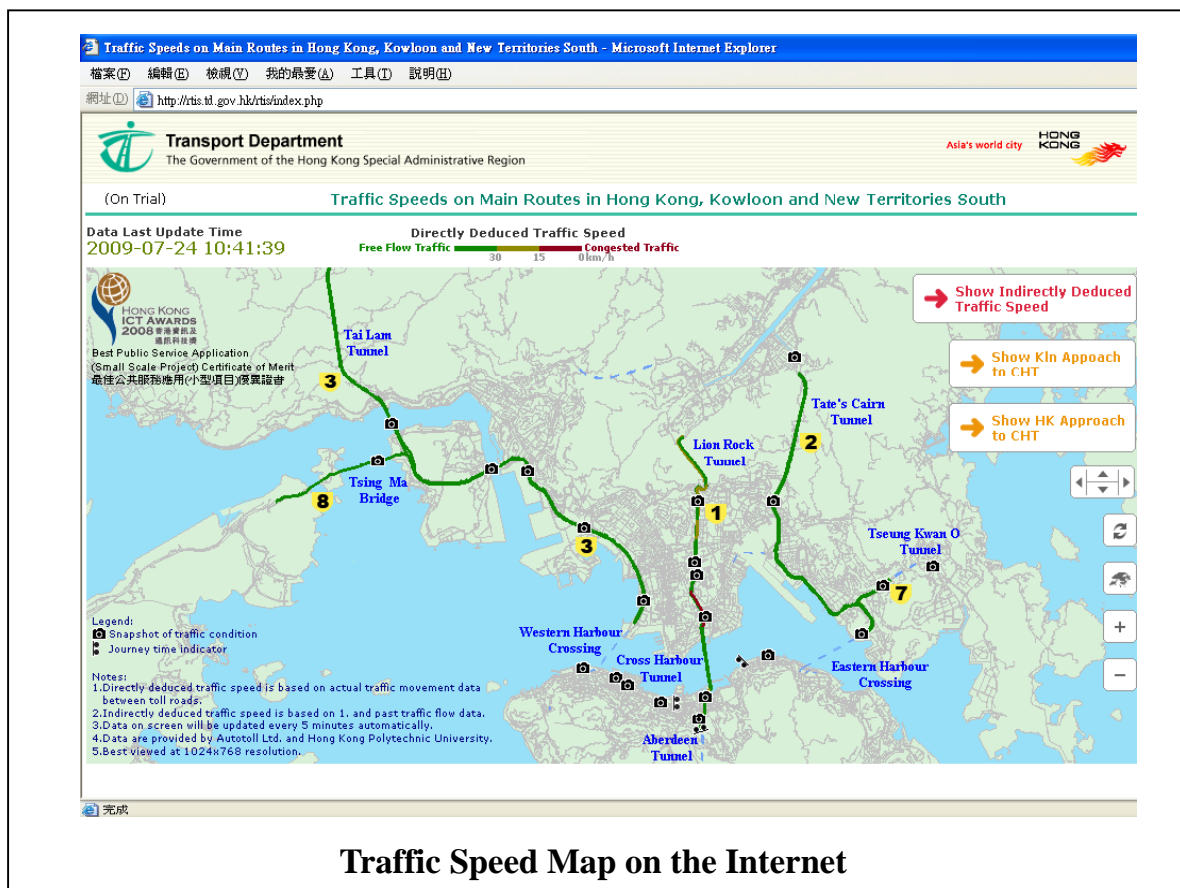 Traffic Speeds on Main Routes in Hong Kong, Kowloon and New Territories South - Microsoft Internet Explorer
檔案(F) 編輯(E) 檢視(V) 我的最愛(A) 工具(T) 說明(H)
網址(D) http://rtis.td.gov.hk/rtis/index.php
Transport Department
The Government of the Hong Kong Special Administrative Region
Asia's world city
HONG KONG
(On Trial)
Traffic Speeds on Main Routes in Hong Kong, Kowloon and New Territories South
Data Last Update Time
2009-07-24 10:41:39
Directly Deduced Traffic Speed
Free Flow Traffic Congested Traffic
30 15 0km/h
HONG KONG
ICT AWARDS
2008 香港資訊及
通訊科技獎
Best Public Service Application
(Small Scale Project) Certificate of Merit
最佳公共服務應用(小型項目)優異證書
Show Indirectly Deduced
Traffic Speed
Show Kln Appoach
to CHT
Show HK Approach
to CHT
Tai Lam
Tunnel
3
Tate's Cairn
Tunnel
2
Lion Rock
Tunnel
1
Tsing Ma
Bridge
8
3
Tseung Kwan O
Tunnel
7
Western Harbour
Crossing
Cross Harbour
Tunnel
Eastern Harbour
Crossing
Aberdeen
Tunnel
+
−
Legend:
Snapshot of traffic condition
Journey time indicator
Notes:
1.Directly deduced traffic speed is based on actual traffic movement data
between toll roads.
2.Indirectly deduced traffic speed is based on 1. and past traffic flow data.
3.Data on screen will be updated every 5 minutes automatically.
4.Data are provided by Autotoll Ltd. and Hong Kong Polytechnic University.
5.Best viewed at 1024x768 resolution.
完成
Traffic Speed Map on the Internet